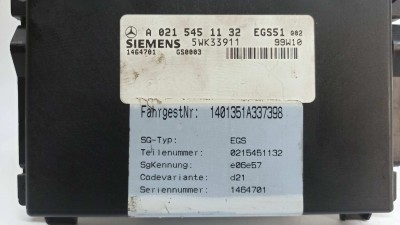 A 021 545 11 32 EGS51 Q02
SIEMENS 5WK33911 99W10
1464701 GS0003
FahrgestNr: 1401351A337398
SG-Typ: EGS
Teilenummer: 0215451132
SgKennung: e06e57
Codevariante: d21
Seriennummer: 1464701